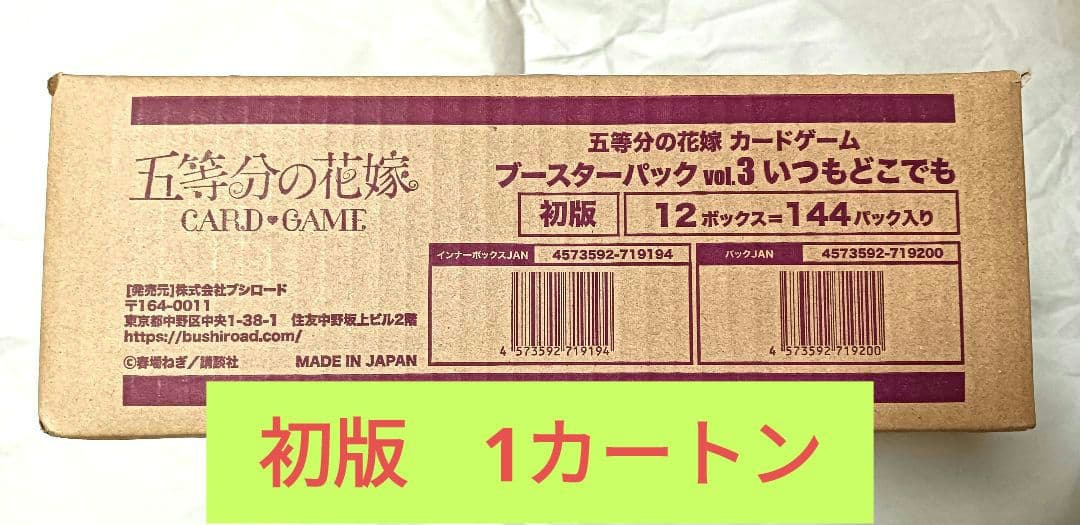 五等分の花嫁
CARD♥GAME
五等分の花嫁 カードゲーム
ブースターパック vol.3 いつもどこでも
初版
12ボックス=144パック入り
インナーボックスJAN 4573592-719194
4 573592 719194
パックJAN 4573592-719200
4 573592 719200
[発売元]株式会社ブシロード
〒164-0011
東京都中野区中央1-38-1 住友中野坂上ビル2階
https://bushiroad.com/
©春場ねぎ/講談社 MADE IN JAPAN
初版 1カートン